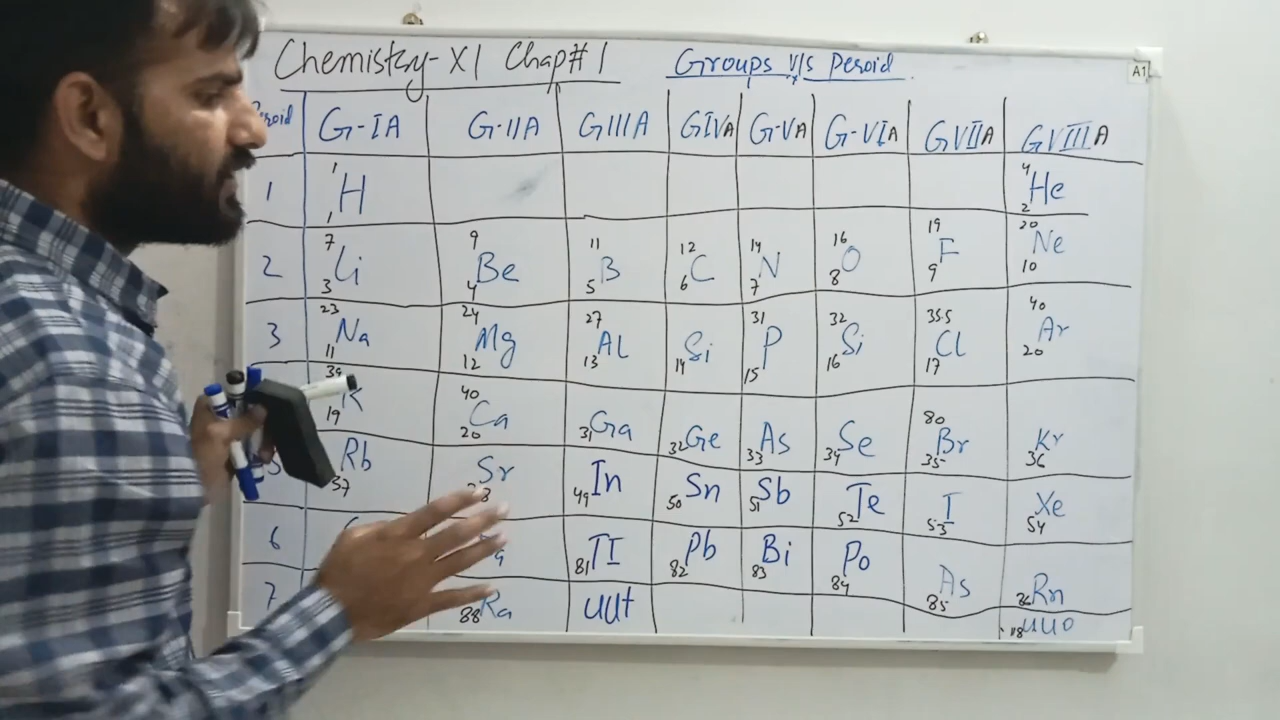 Chemistry-XI Chap#1 Groups v/s Peroid.
A1
G-IA G-IIA GIIIA GIVA G-VA G-VIA GVIIA GVIIIA
1 1 H 1 4 He 2
2 7 Li 3 9 Be 4 11 B 5 12 C 6 14 N 7 16 O 8 19 F 9 20 Ne 10
3 23 Na 11 24 Mg 12 27 Al 13 Si 14 31 P 15 32 Si 16 35.5 Cl 17 40 Ar 20
39 K 19 40 Ca 20 31 Ga 32 Ge 33 As 34 Se 80 Br 35 Kr 36
5 Rb 57 Sr 49 In 50 Sn 51 Sb 52 Te 53 I 54 Xe
6 81 Tl 82 Pb 83 Bi 84 Po 85 As 86 Rn
7 88 Ra uut 118 uuo